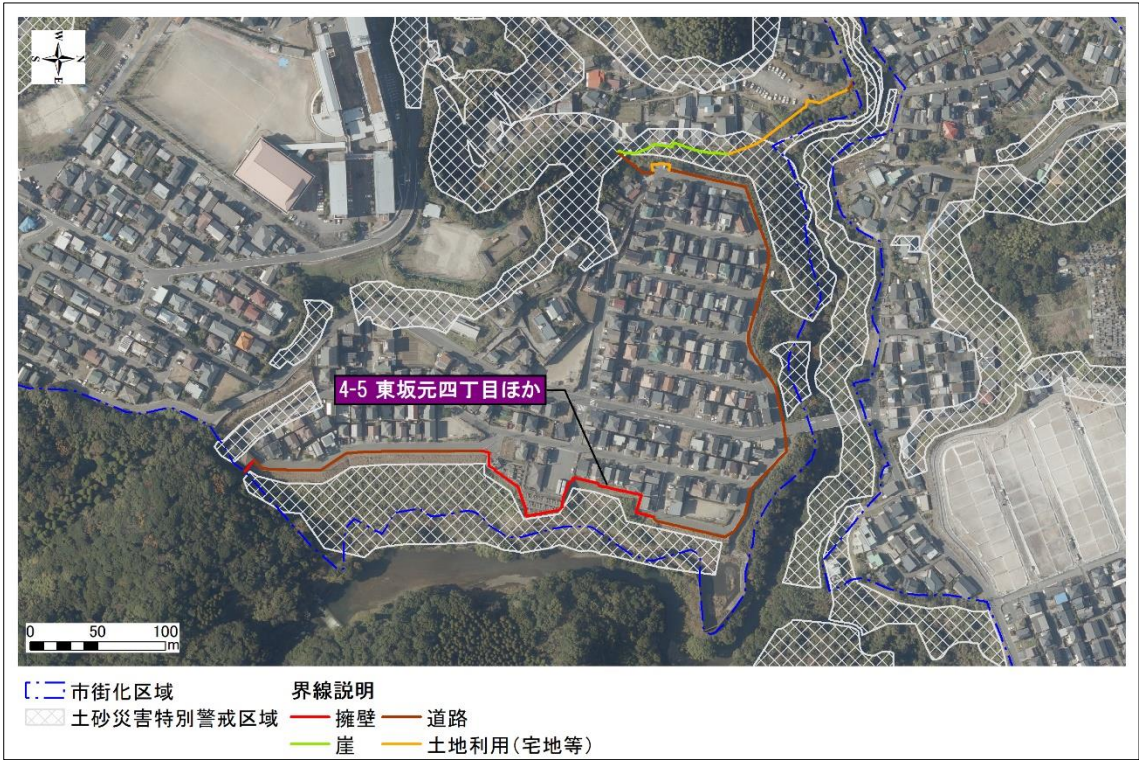 W
S
N
E
4-5 東坂元四丁目ほか
0 50 100
m
市街化区域
界線説明
土砂災害特別警戒区域
擁壁
道路
崖
土地利用(宅地等)